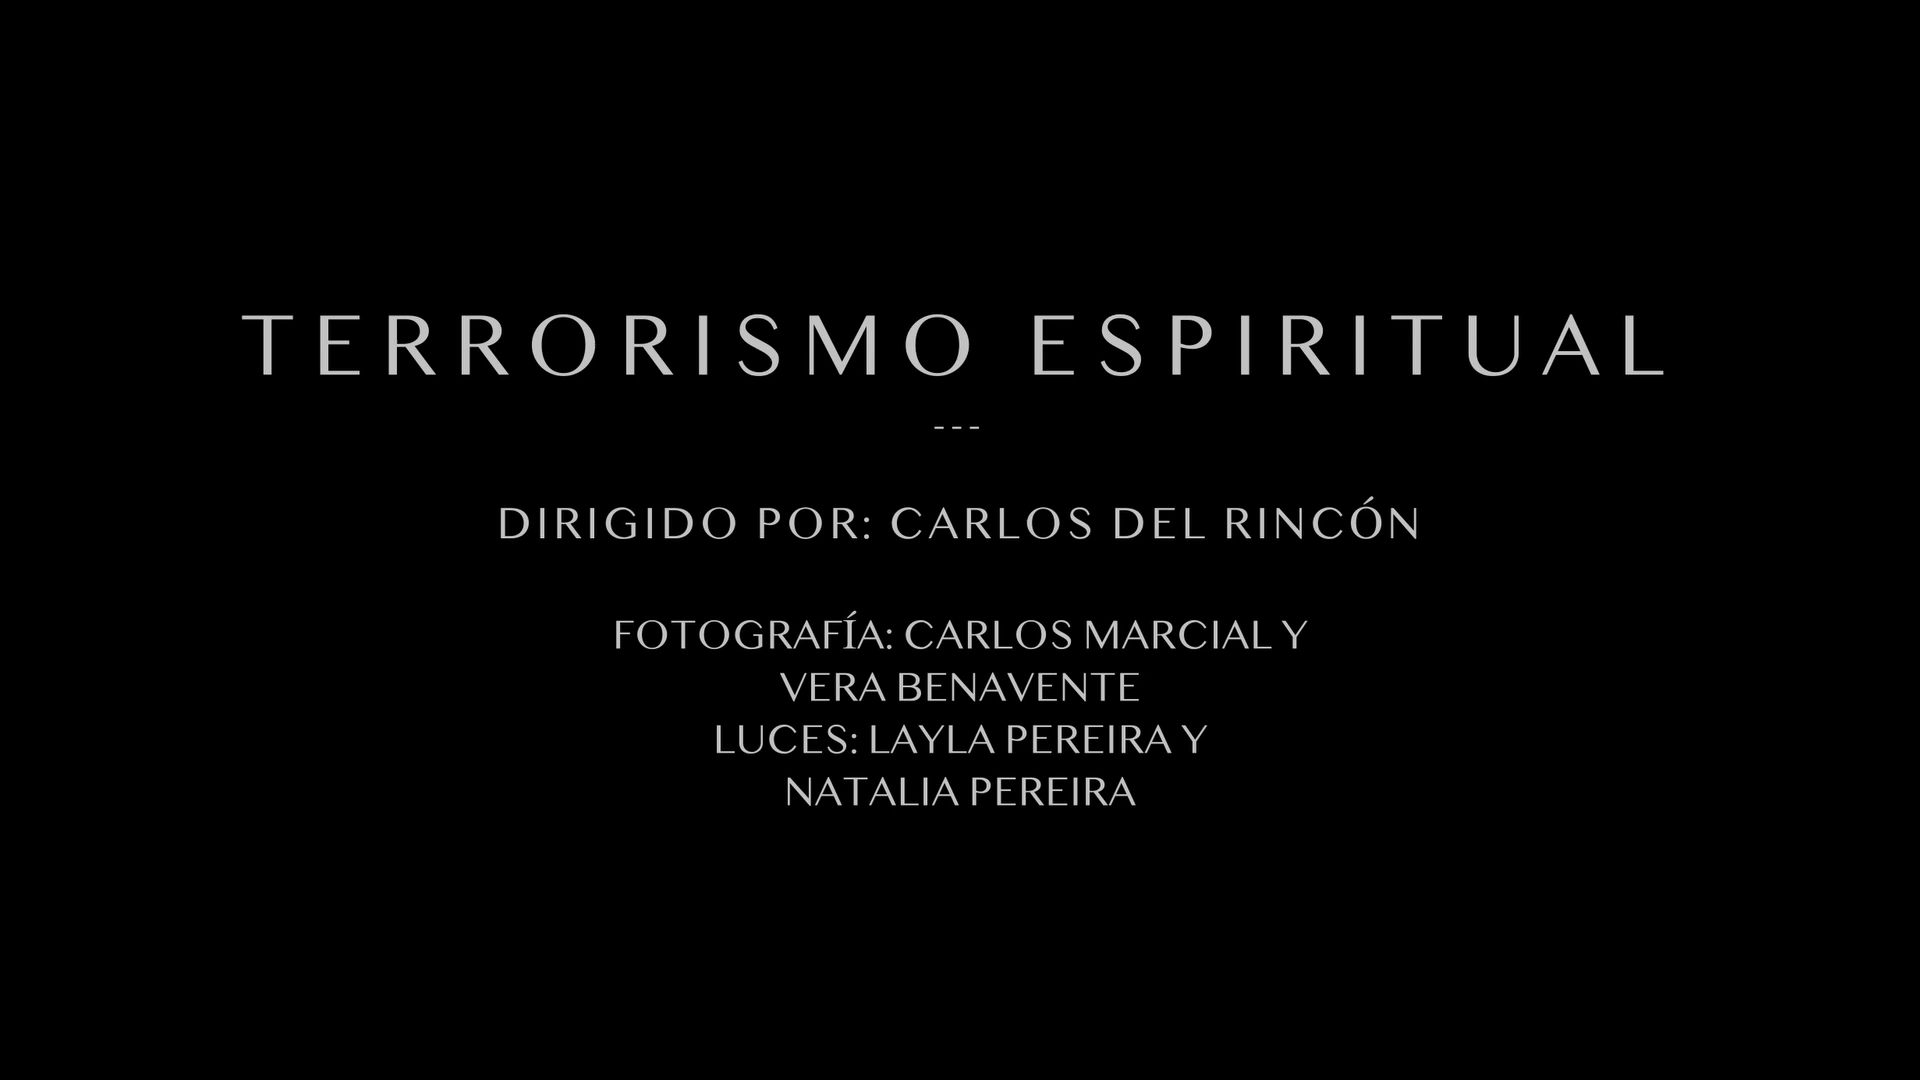 TERRORISMO ESPIRITUAL
---
DIRIGIDO POR: CARLOS DEL RINCÓN
FOTOGRAFÍA: CARLOS MARCIAL Y
VERA BENAVENTE
LUCES: LAYLA PEREIRA Y
NATALIA PEREIRA